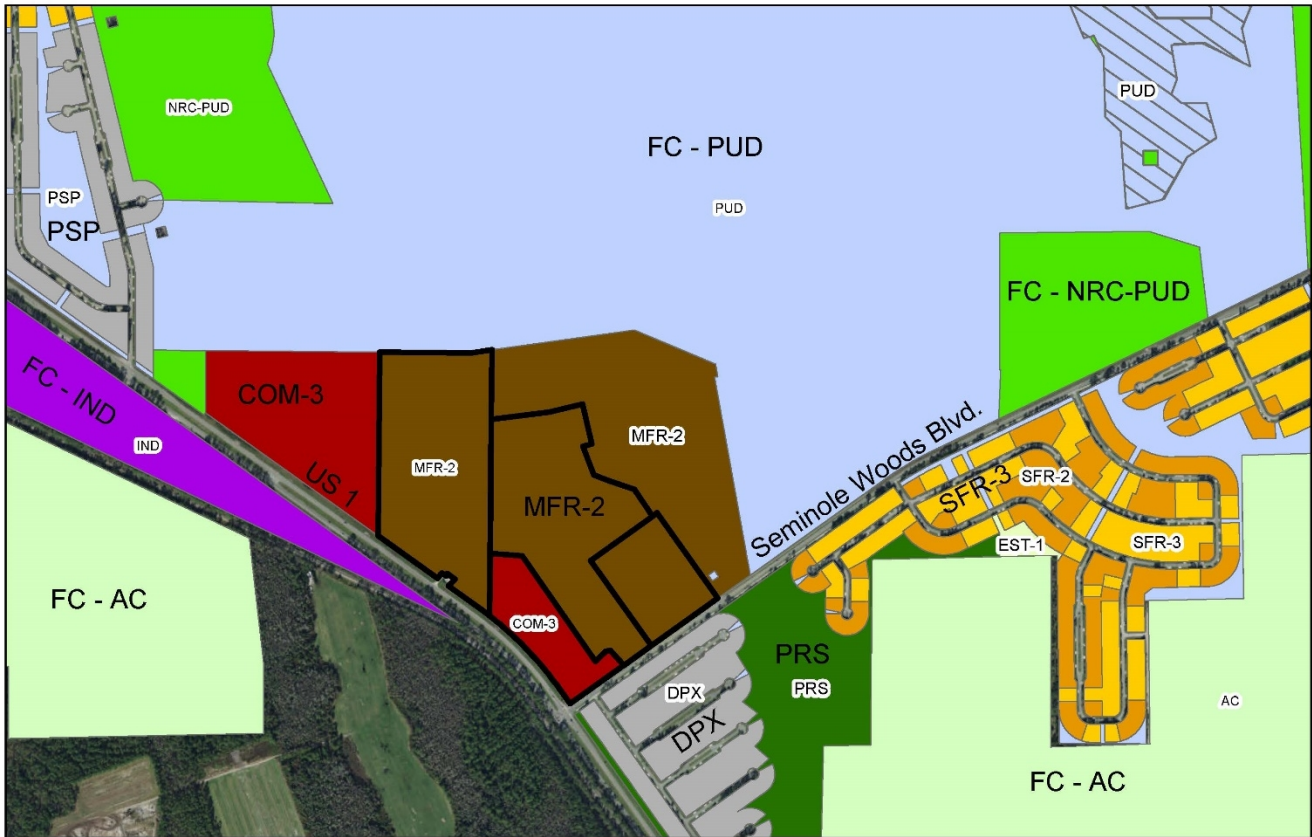 PUD
NRC-PUD
FC - PUD
PSP
PUD
PSP
FC - NRC-PUD
FC - IND
COM-3
IND
MFR-2
MFR-2
US 1
MFR-2
Seminole Woods Blvd.
SFR-3
SFR-2
EST-1
SFR-3
FC - AC
COM-3
PRS
PRS
DPX
DPX
AC
FC - AC